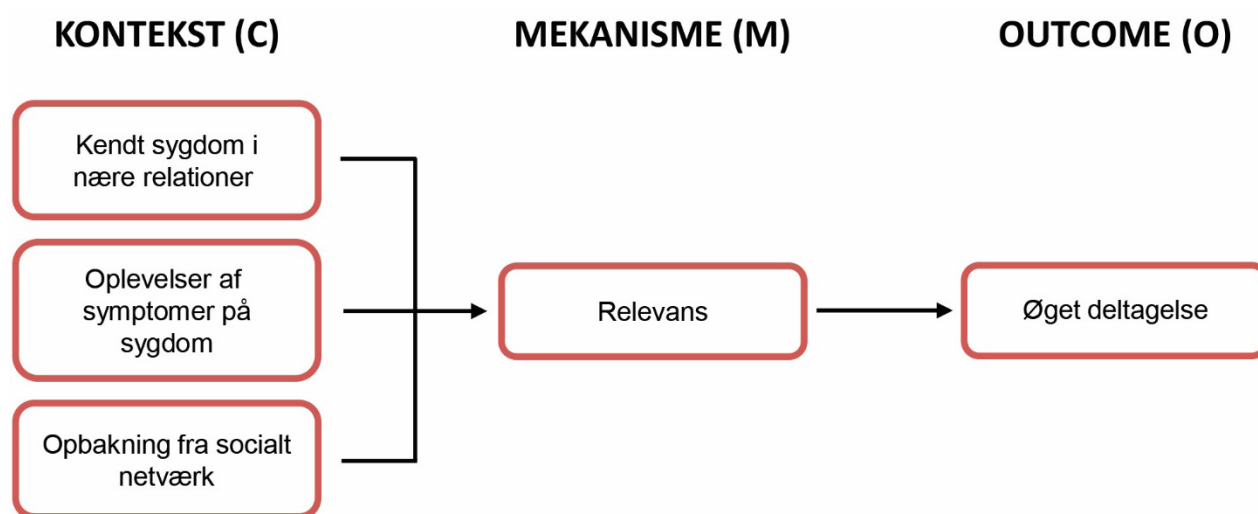 KONTEKST (C)
MEKANISME (M)
OUTCOME (O)
Kendt sygdom i
nære relationer
Oplevelser af
symptomer på
sygdom
Opbakning fra socialt
netværk
Relevans
Øget deltagelse